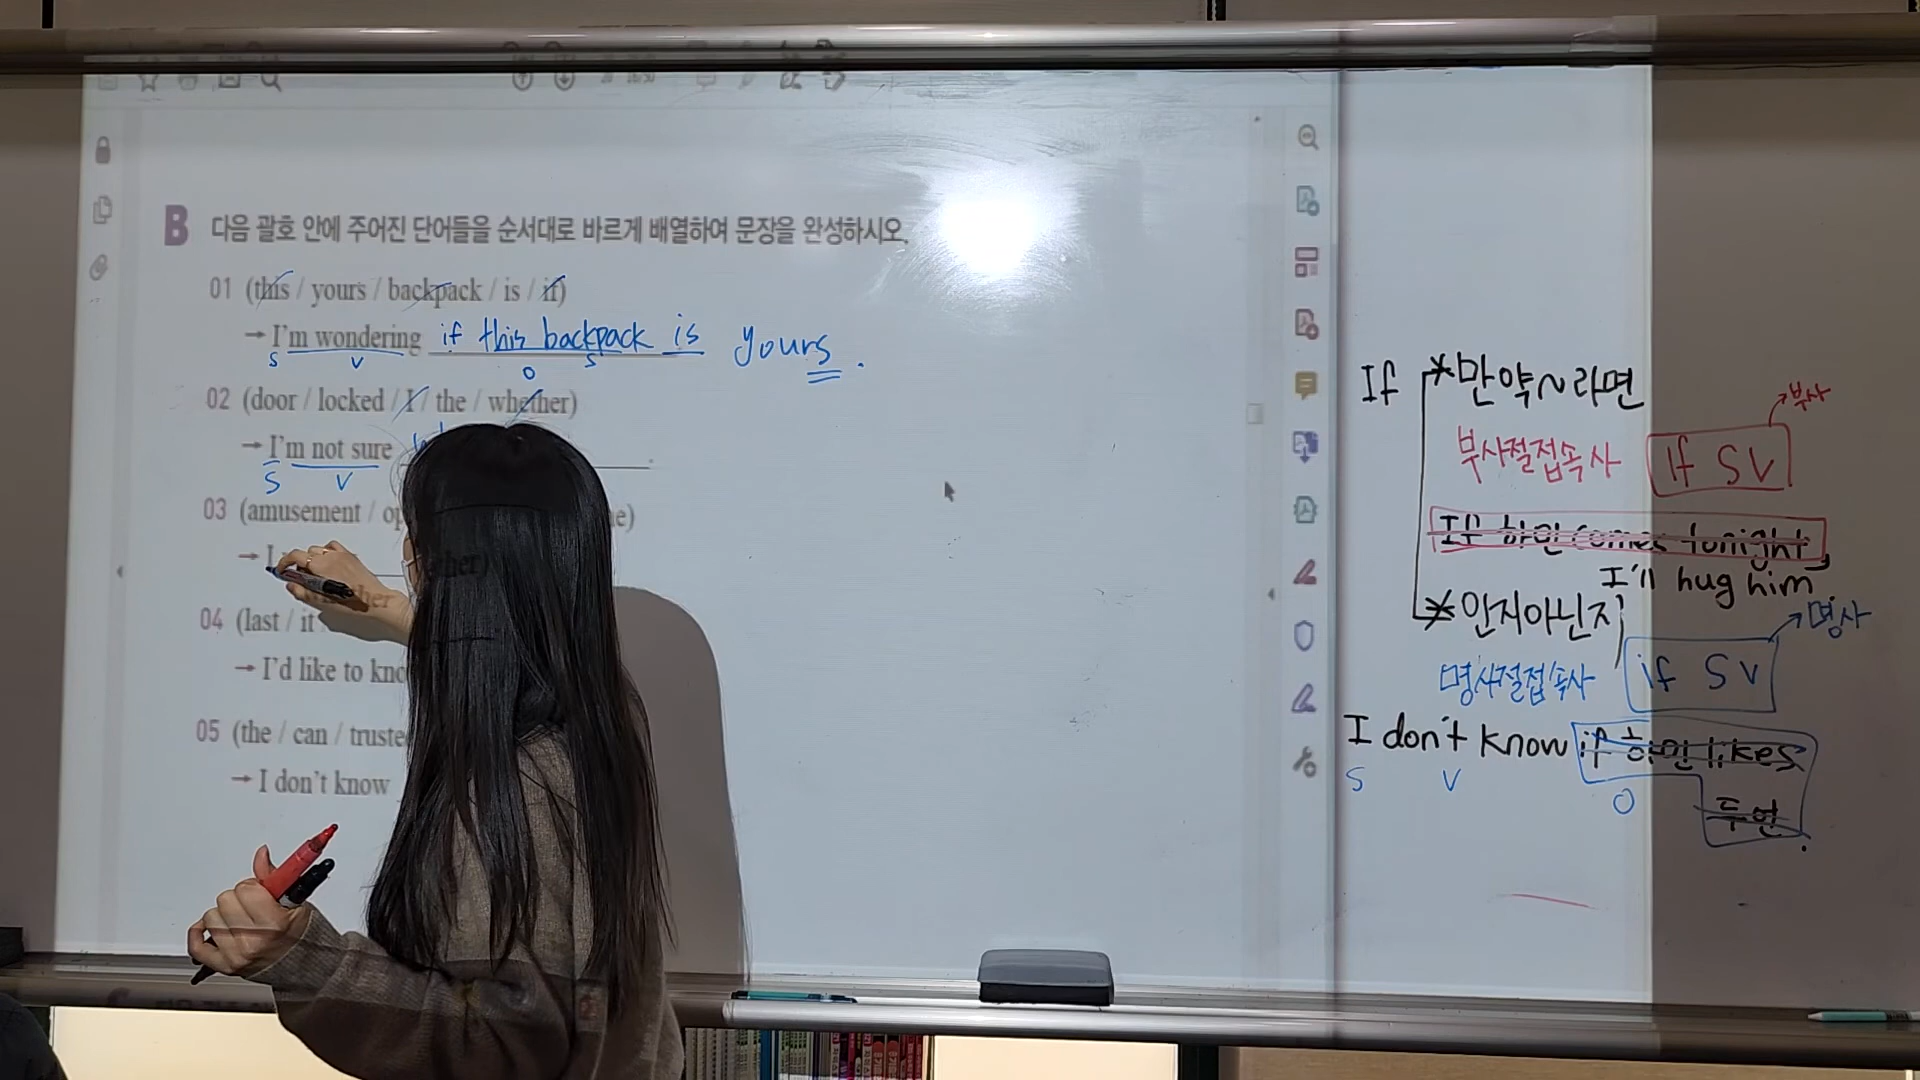 B 다음 괄호 안에 주어진 단어들을 순서대로 바르게 배열하여 문장을 완성하시오.
01 (this / yours / backpack / is / if)
→ I'm wondering if this backpack is yours.
S V O S
02 (door / locked / I / the / whether)
→ I'm not sure
S V
03 (amusement /
→ I
04 (last / it
→ I'd like to
05 (the / can /
→ I don't know
If * 만약~라면
→부사
부사절접속사 If SV
If 하민 comes tonight,
I'll hug him
* 인지아닌지
→명사
명사절접속사 if SV
I don't know if 하민 likes
S V O
두언.